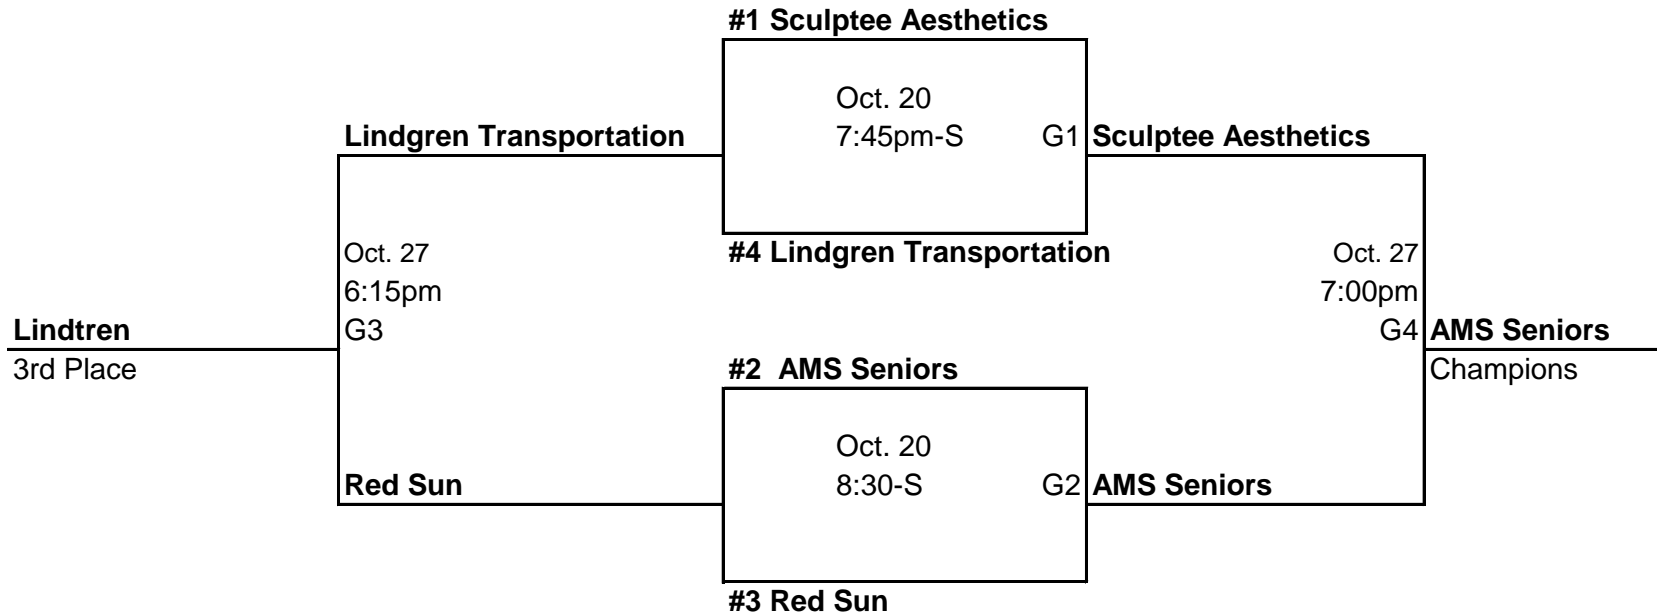 #1 Sculptee Aesthetics
Oct. 20
Lindgren Transportation
7:45pm-S
G1
Sculptee Aesthetics
Oct. 27
#4 Lindgren Transportation
Oct. 27
6:15pm
7:00pm
Lindtren
G3
G4
AMS Seniors
3rd Place
#2  AMS Seniors
Champions
Oct. 20
Red Sun
8:30-S
G2
AMS Seniors
#3 Red Sun